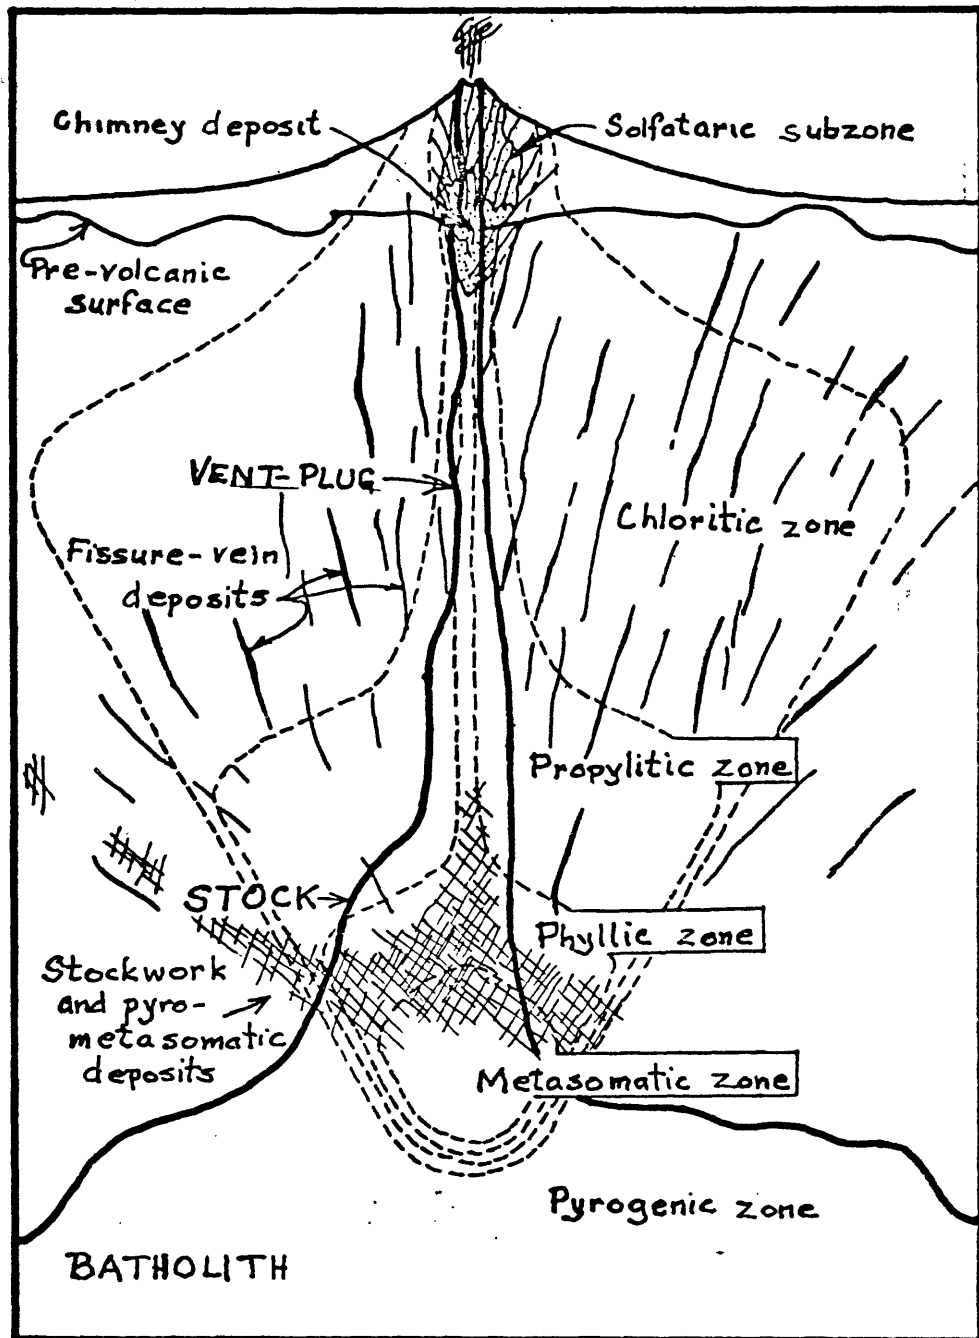 Chimney deposit
Solfataric subzone
Pre-volcanic
surface
VENT-PLUG
Chloritic zone
Fissure-vein
deposits
Propylitic zone
STOCK
Phyllic zone
Stockwork
and pyro-
metasomatic
deposits
Metasomatic zone
Pyrogenic zone
BATHOLITH